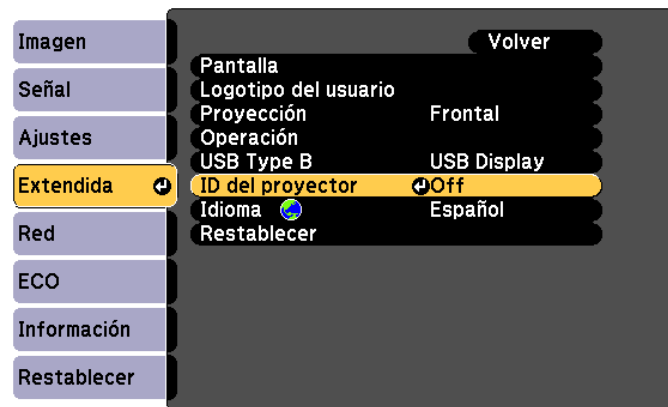 Imagen
Señal
Ajustes
Extendida
Red
ECO
Información
Restablecer
Volver
Pantalla
Logotipo del usuario
Proyección Frontal
Operación
USB Type B USB Display
ID del proyector Off
Idioma Español
Restablecer